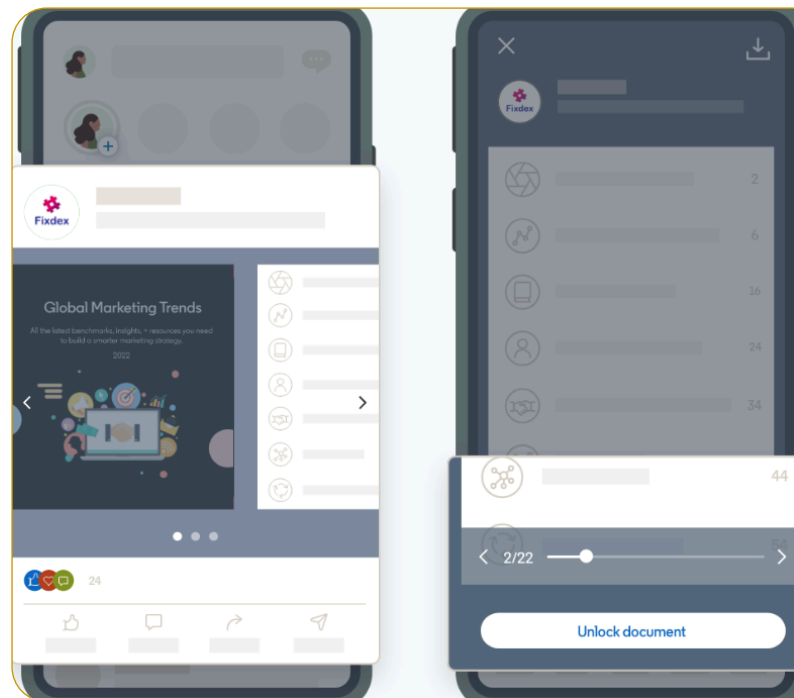 Fixdex
Global Marketing Trends
All the latest benchmarks, insights, + resources you need
to build a smarter marketing strategy.
2022
24
Fixdex
2
6
16
24
34
44
54
2/22
Unlock document